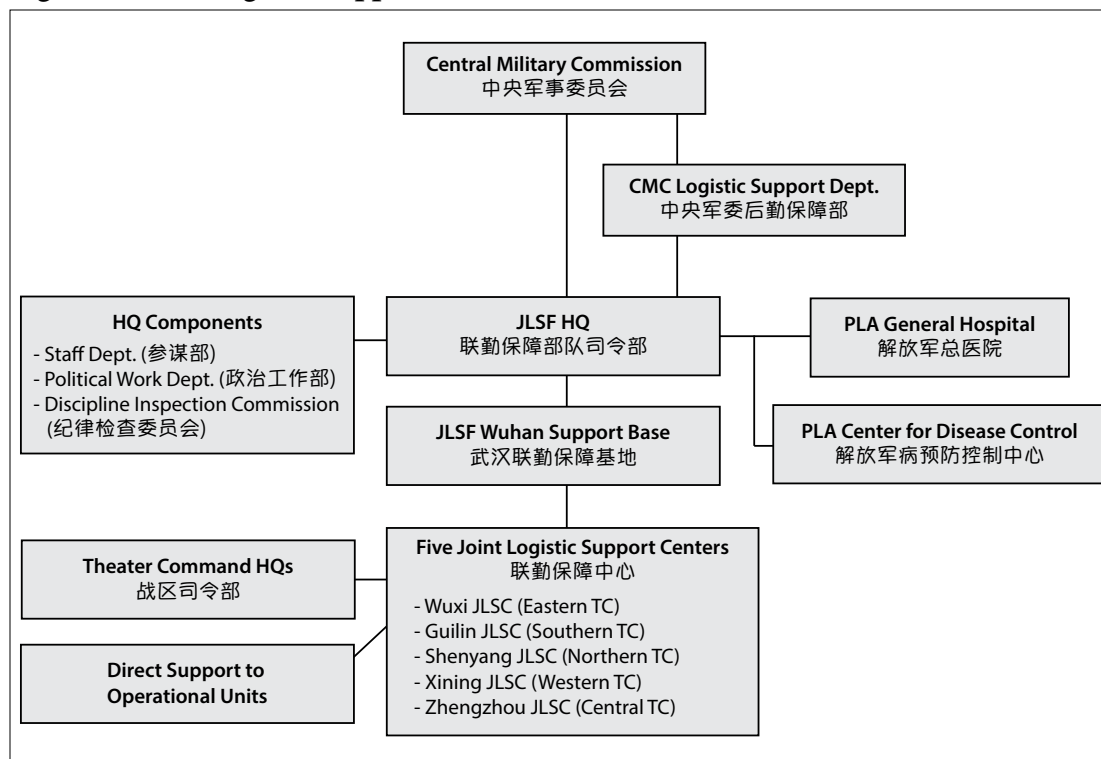 Central Military Commission
中央军事委员会
CMC Logistic Support Dept.
中央军委后勤保障部
HQ Components
- Staff Dept. (参谋部)
- Political Work Dept. (政治工作部)
- Discipline Inspection Commission
(纪律检查委员会)
JLSF HQ
联勤保障部队司令部
PLA General Hospital
解放军总医院
JLSF Wuhan Support Base
武汉联勤保障基地
PLA Center for Disease Control
解放军病预防控制中心
Theater Command HQs
战区司令部
Five Joint Logistic Support Centers
联勤保障中心
- Wuxi JLSC (Eastern TC)
- Guilin JLSC (Southern TC)
- Shenyang JLSC (Northern TC)
- Xining JLSC (Western TC)
- Zhengzhou JLSC (Central TC)
Direct Support to
Operational Units